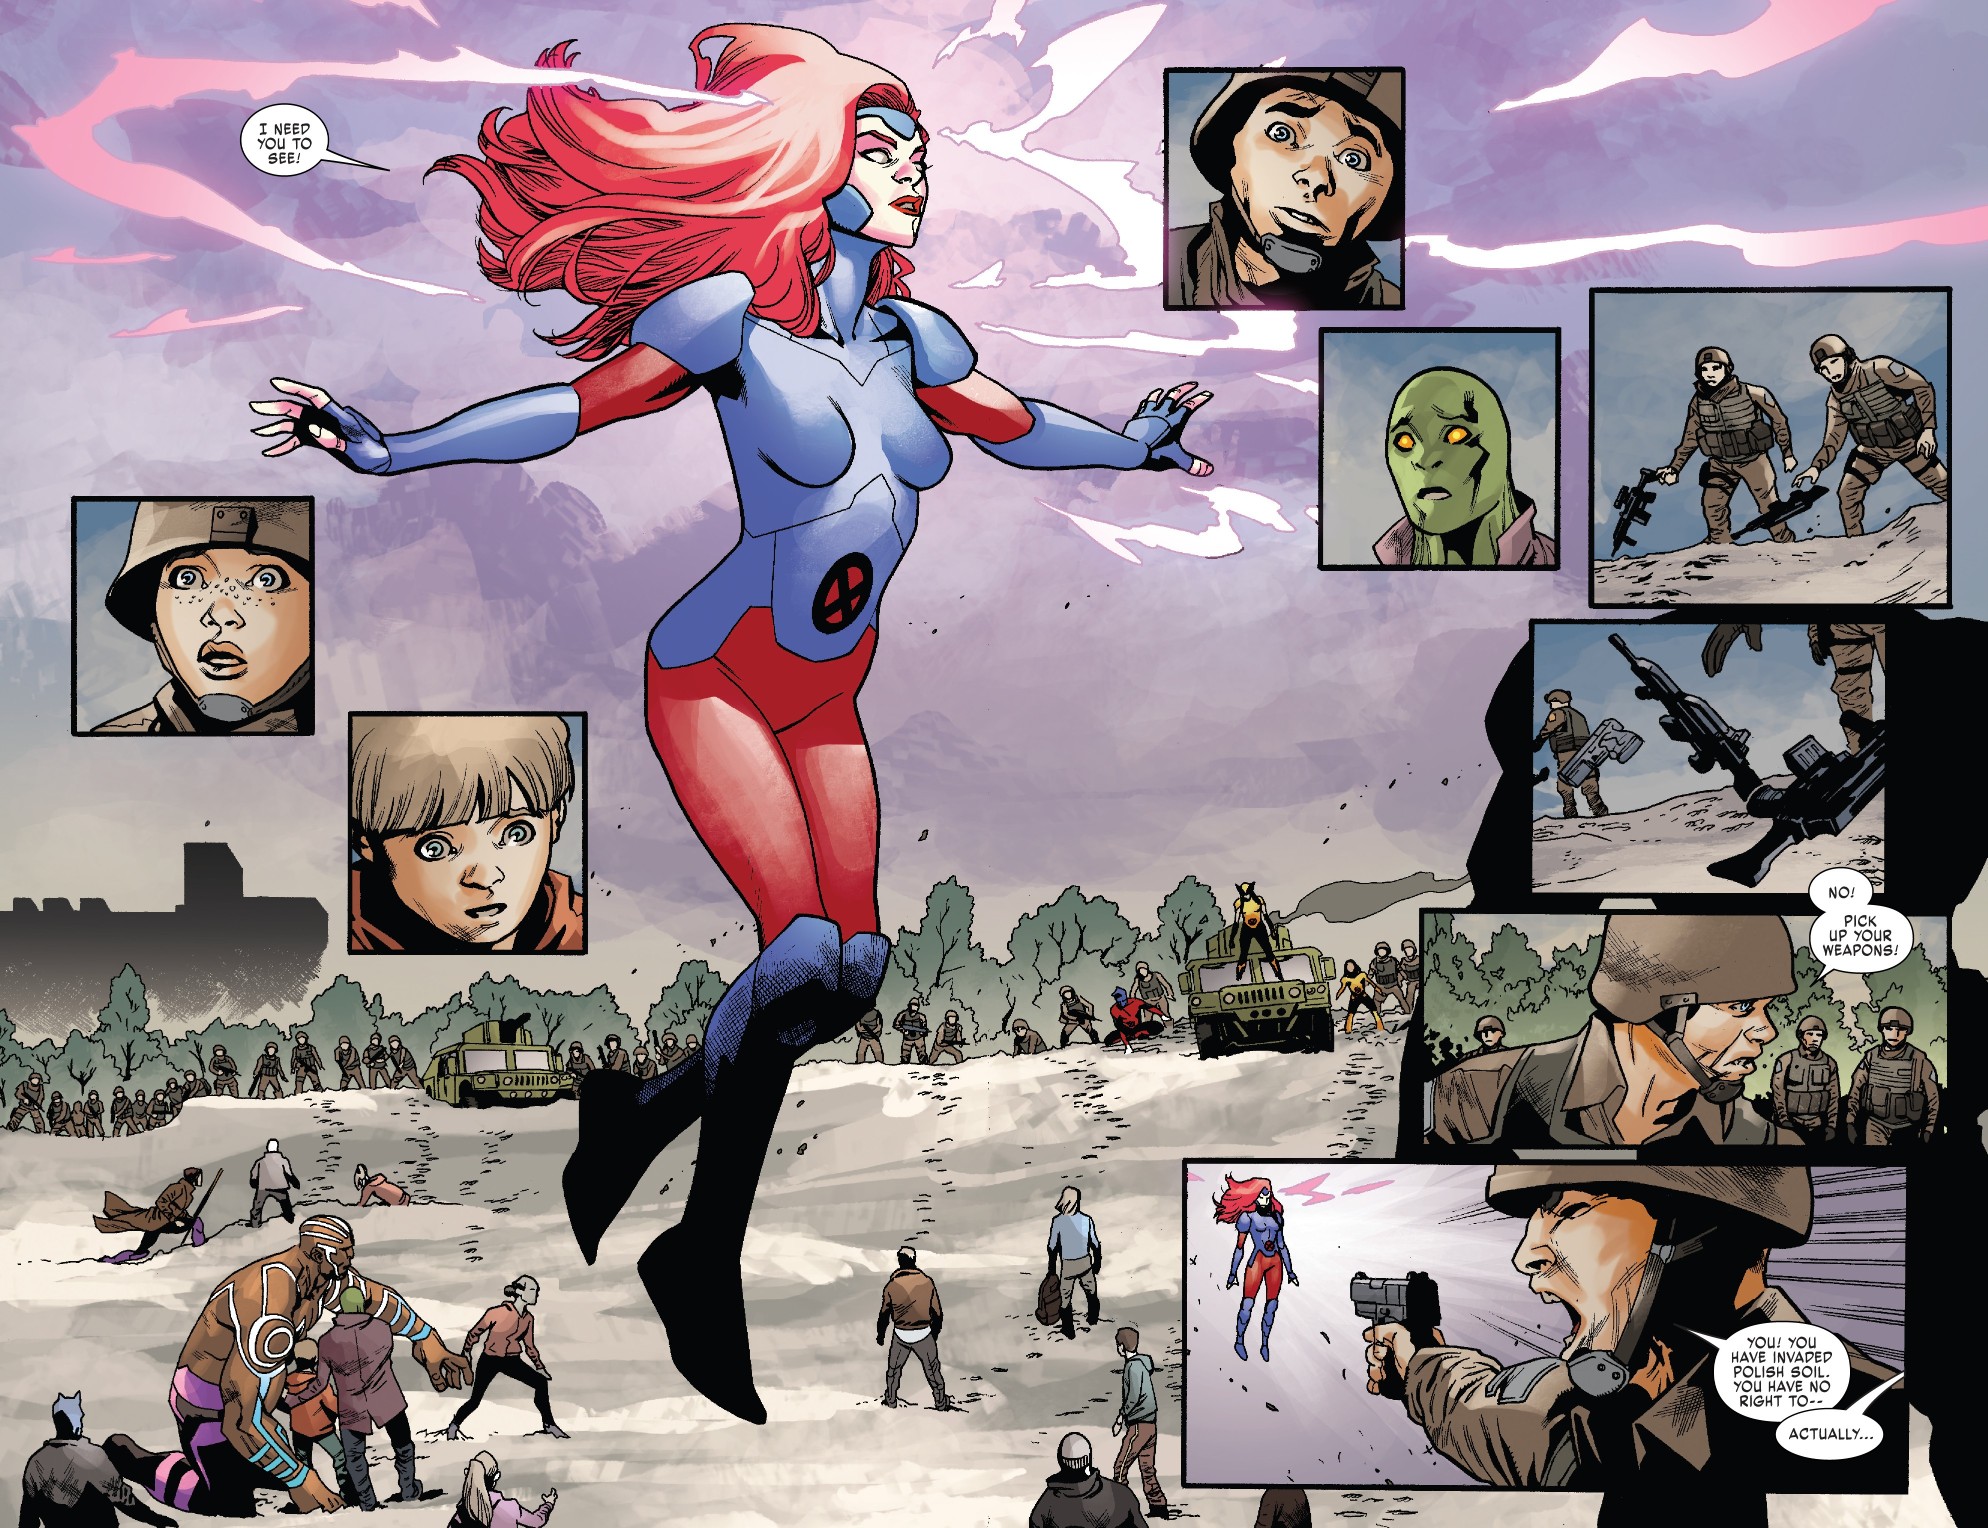 I NEED
YOU TO
SEE!
NO!
PICK
UP YOUR
WEAPONS!
YOU! YOU
HAVE INVADED
POLISH SOIL.
YOU HAVE NO
RIGHT TO--
ACTUALLY...